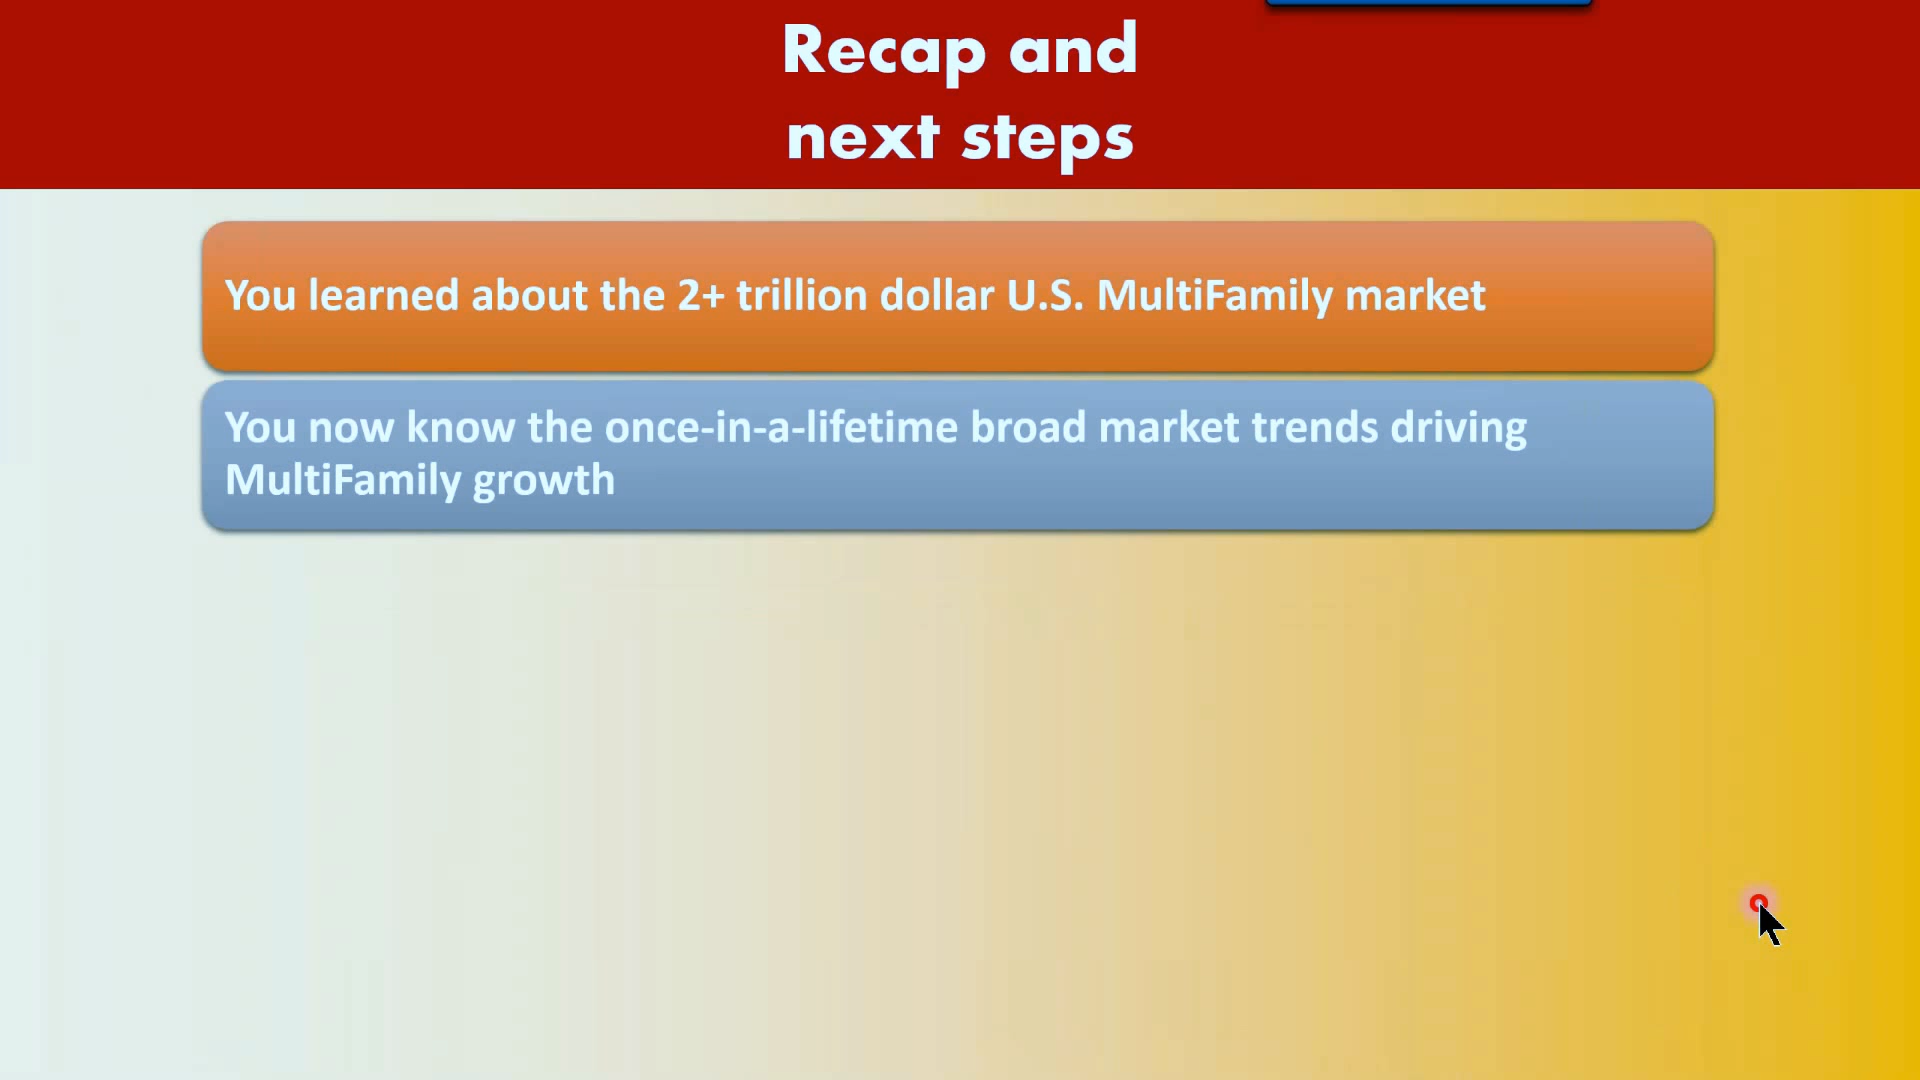 Recap and
next steps
You learned about the 2+ trillion dollar U.S. MultiFamily market
You now know the once-in-a-lifetime broad market trends driving
MultiFamily growth